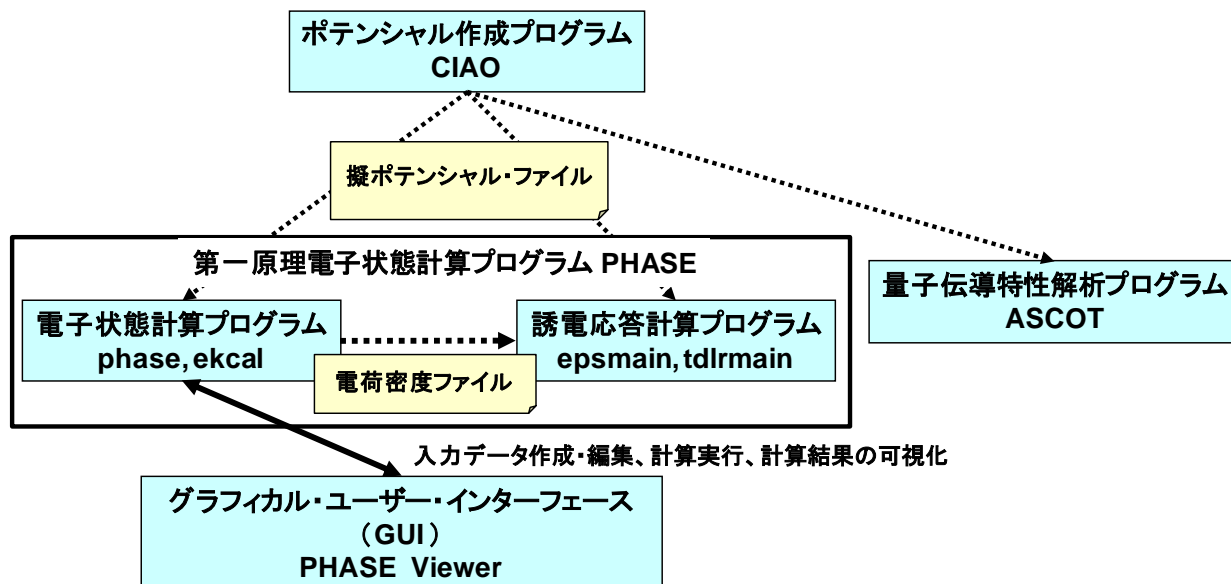 ポテンシャル作成プログラム
CIAO
擬ポテンシャル・ファイル
第一原理電子状態計算プログラム PHASE
電子状態計算プログラム
phase, ekcal
誘電応答計算プログラム
epsmain, tdlrmain
電荷密度ファイル
量子伝導特性解析プログラム
ASCOT
入力データ作成・編集、計算実行、計算結果の可視化
グラフィカル・ユーザー・インターフェース
(GUI)
PHASE Viewer